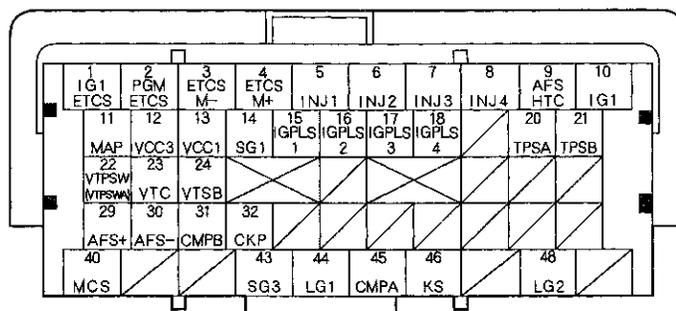 1 2 3 4 5 6 7 8 9 10
IG1 ETCS PGM ETCS ETCS M− ETCS M+ INJ1 INJ2 INJ3 INJ4 AFS HTC IG1
11 12 13 14 15 16 17 18 20 21
MAP VCC3 VCC1 SG1 IGPLS 1 IGPLS 2 IGPLS 3 IGPLS 4 TPSA TPSB
22 23 24
VTPSW (VTPSWA) VTC VTSB
29 30 31 32
AFS+ AFS− CMPB CKP
40 43 44 45 46 48
MCS SG3 LG1 CMPA KS LG2